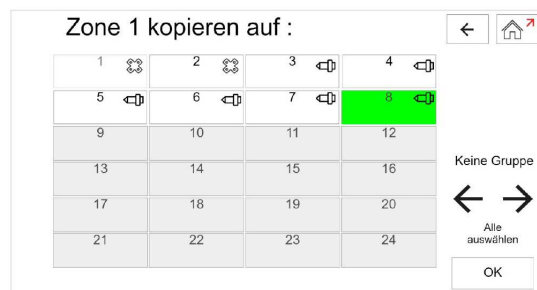 Zone 1 kopieren auf :
1 2 3 4
5 6 7 8
9 10 11 12
13 14 15 16
17 18 19 20
21 22 23 24
Keine Gruppe
Alle
auswählen
OK